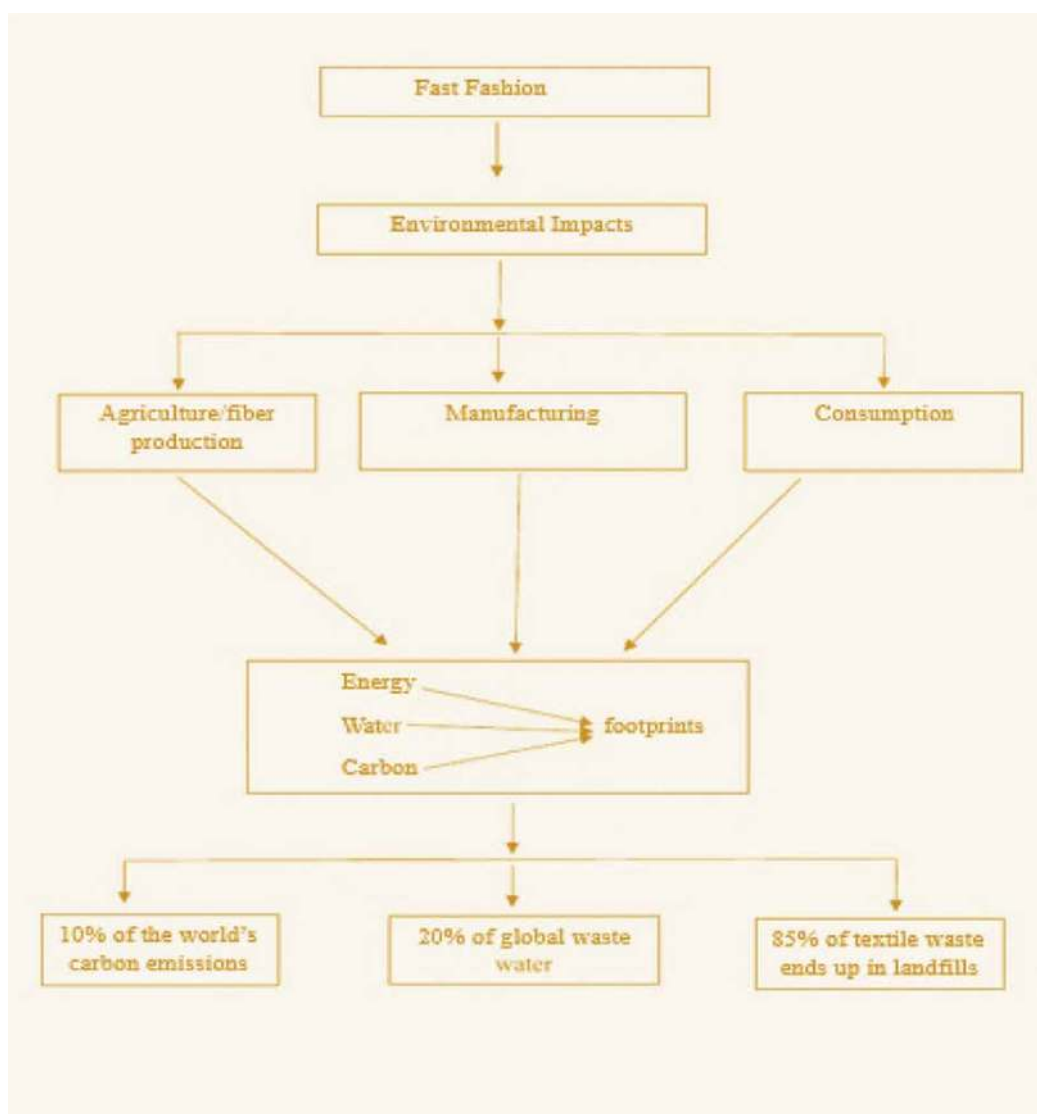 Fast Fashion
Environmental Impacts
Agriculture/fiber
production
Manufacturing
Consumption
Energy
Water
footprints
Carbon
10% of the world's
carbon emissions
20% of global waste
water
85% of textile waste
ends up in landfills